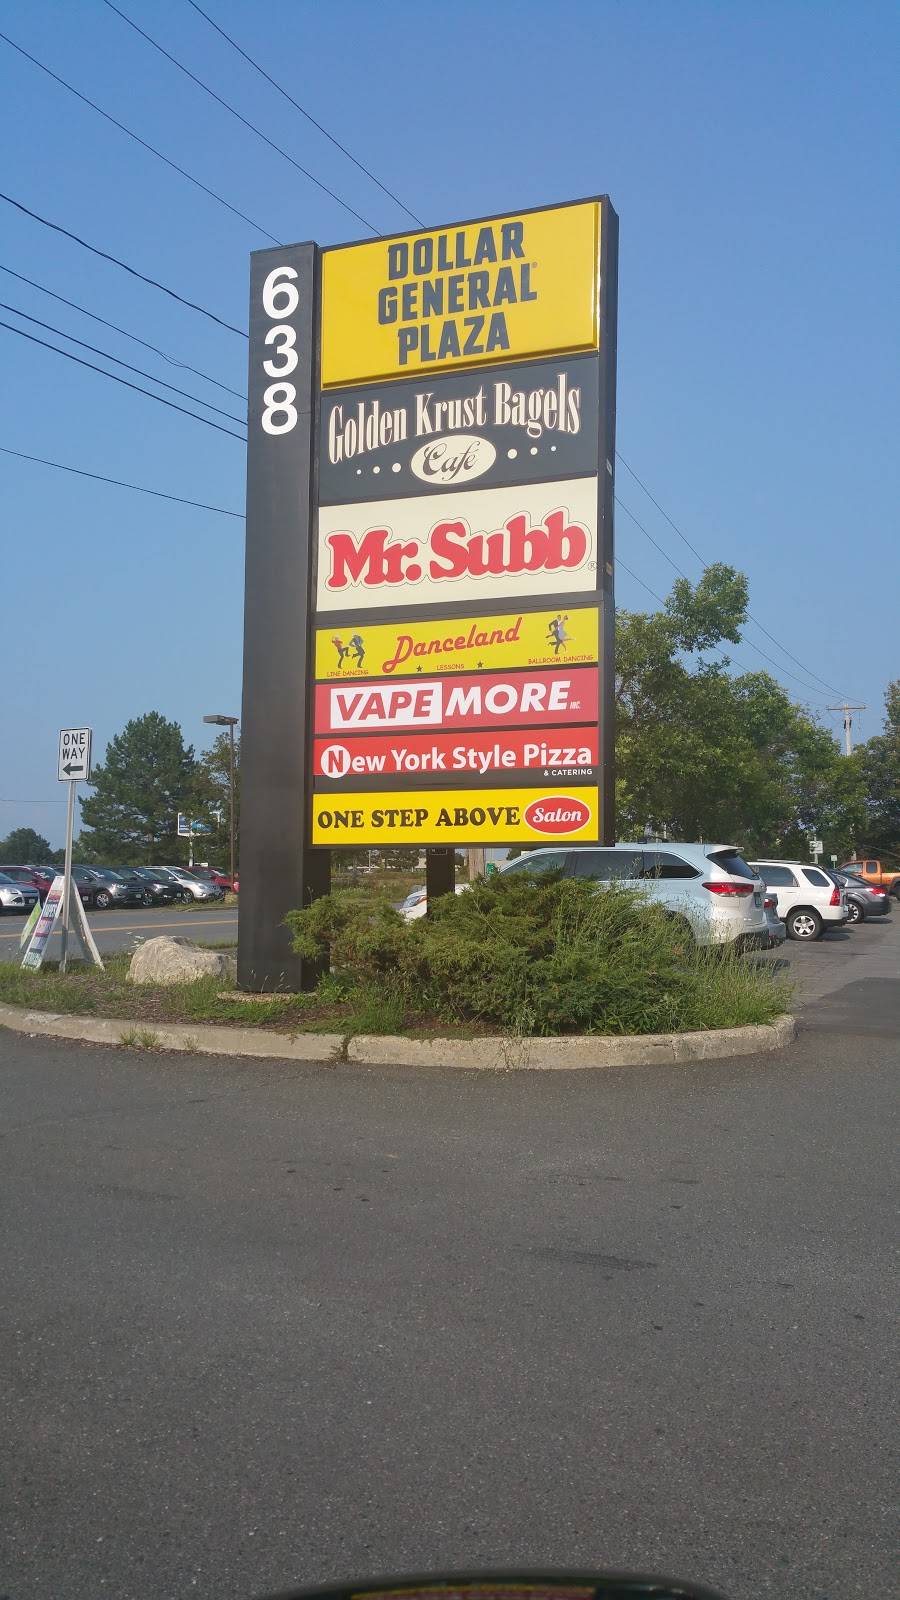 638
DOLLAR
GENERAL®
PLAZA
Golden Krust Bagels
Café
Mr. Subb®
Danceland
LINE DANCING
LESSONS
BALLROOM DANCING
VAPE MORE INC.
New York Style Pizza
& CATERING
ONE STEP ABOVE Salon
ONE
WAY